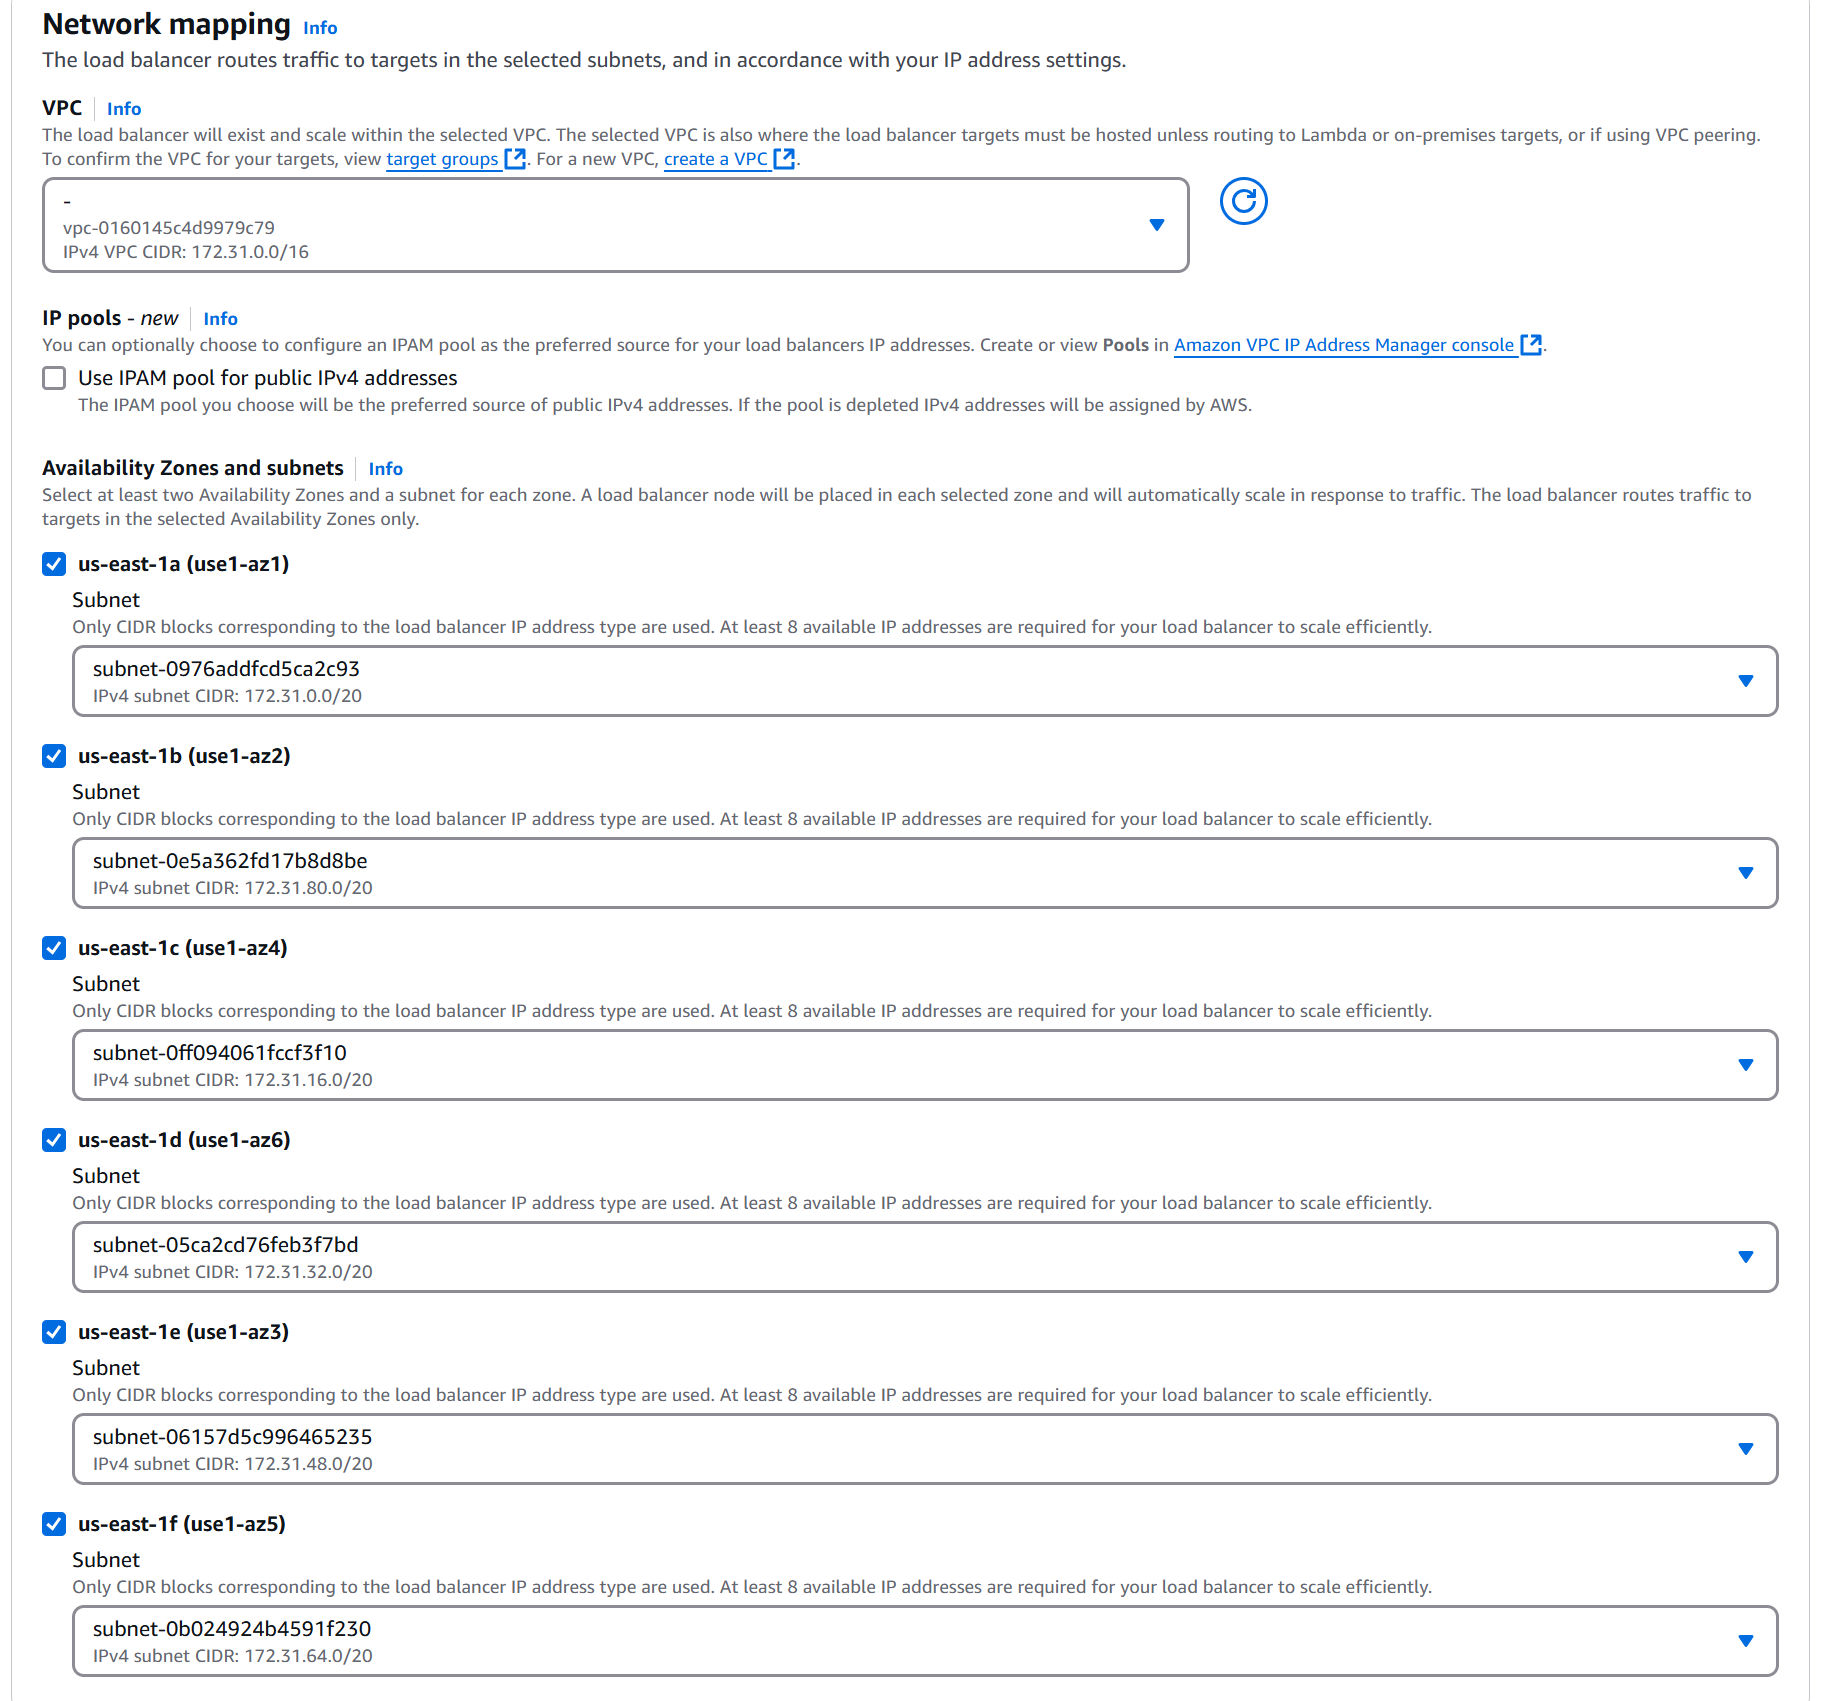 Network mapping Info
The load balancer routes traffic to targets in the selected subnets, and in accordance with your IP address settings.
VPC Info
The load balancer will exist and scale within the selected VPC. The selected VPC is also where the load balancer targets must be hosted unless routing to Lambda or on-premises targets, or if using VPC peering.
To confirm the VPC for your targets, view target groups. For a new VPC, create a VPC.
-
vpc-0160145c4d9979c79
IPv4 VPC CIDR: 172.31.0.0/16
IP pools - new Info
You can optionally choose to configure an IPAM pool as the preferred source for your load balancers IP addresses. Create or view Pools in Amazon VPC IP Address Manager console.
Use IPAM pool for public IPv4 addresses
The IPAM pool you choose will be the preferred source of public IPv4 addresses. If the pool is depleted IPv4 addresses will be assigned by AWS.
Availability Zones and subnets Info
Select at least two Availability Zones and a subnet for each zone. A load balancer node will be placed in each selected zone and will automatically scale in response to traffic. The load balancer routes traffic to
targets in the selected Availability Zones only.
us-east-1a (use1-az1)
Subnet
Only CIDR blocks corresponding to the load balancer IP address type are used. At least 8 available IP addresses are required for your load balancer to scale efficiently.
subnet-0976addfcd5ca2c93
IPv4 subnet CIDR: 172.31.0.0/20
us-east-1b (use1-az2)
Subnet
Only CIDR blocks corresponding to the load balancer IP address type are used. At least 8 available IP addresses are required for your load balancer to scale efficiently.
subnet-0e5a362fd17b8d8be
IPv4 subnet CIDR: 172.31.80.0/20
us-east-1c (use1-az4)
Subnet
Only CIDR blocks corresponding to the load balancer IP address type are used. At least 8 available IP addresses are required for your load balancer to scale efficiently.
subnet-0ff094061fccf3f10
IPv4 subnet CIDR: 172.31.16.0/20
us-east-1d (use1-az6)
Subnet
Only CIDR blocks corresponding to the load balancer IP address type are used. At least 8 available IP addresses are required for your load balancer to scale efficiently.
subnet-05ca2cd76feb3f7bd
IPv4 subnet CIDR: 172.31.32.0/20
us-east-1e (use1-az3)
Subnet
Only CIDR blocks corresponding to the load balancer IP address type are used. At least 8 available IP addresses are required for your load balancer to scale efficiently.
subnet-06157d5c996465235
IPv4 subnet CIDR: 172.31.48.0/20
us-east-1f (use1-az5)
Subnet
Only CIDR blocks corresponding to the load balancer IP address type are used. At least 8 available IP addresses are required for your load balancer to scale efficiently.
subnet-0b024924b4591f230
IPv4 subnet CIDR: 172.31.64.0/20